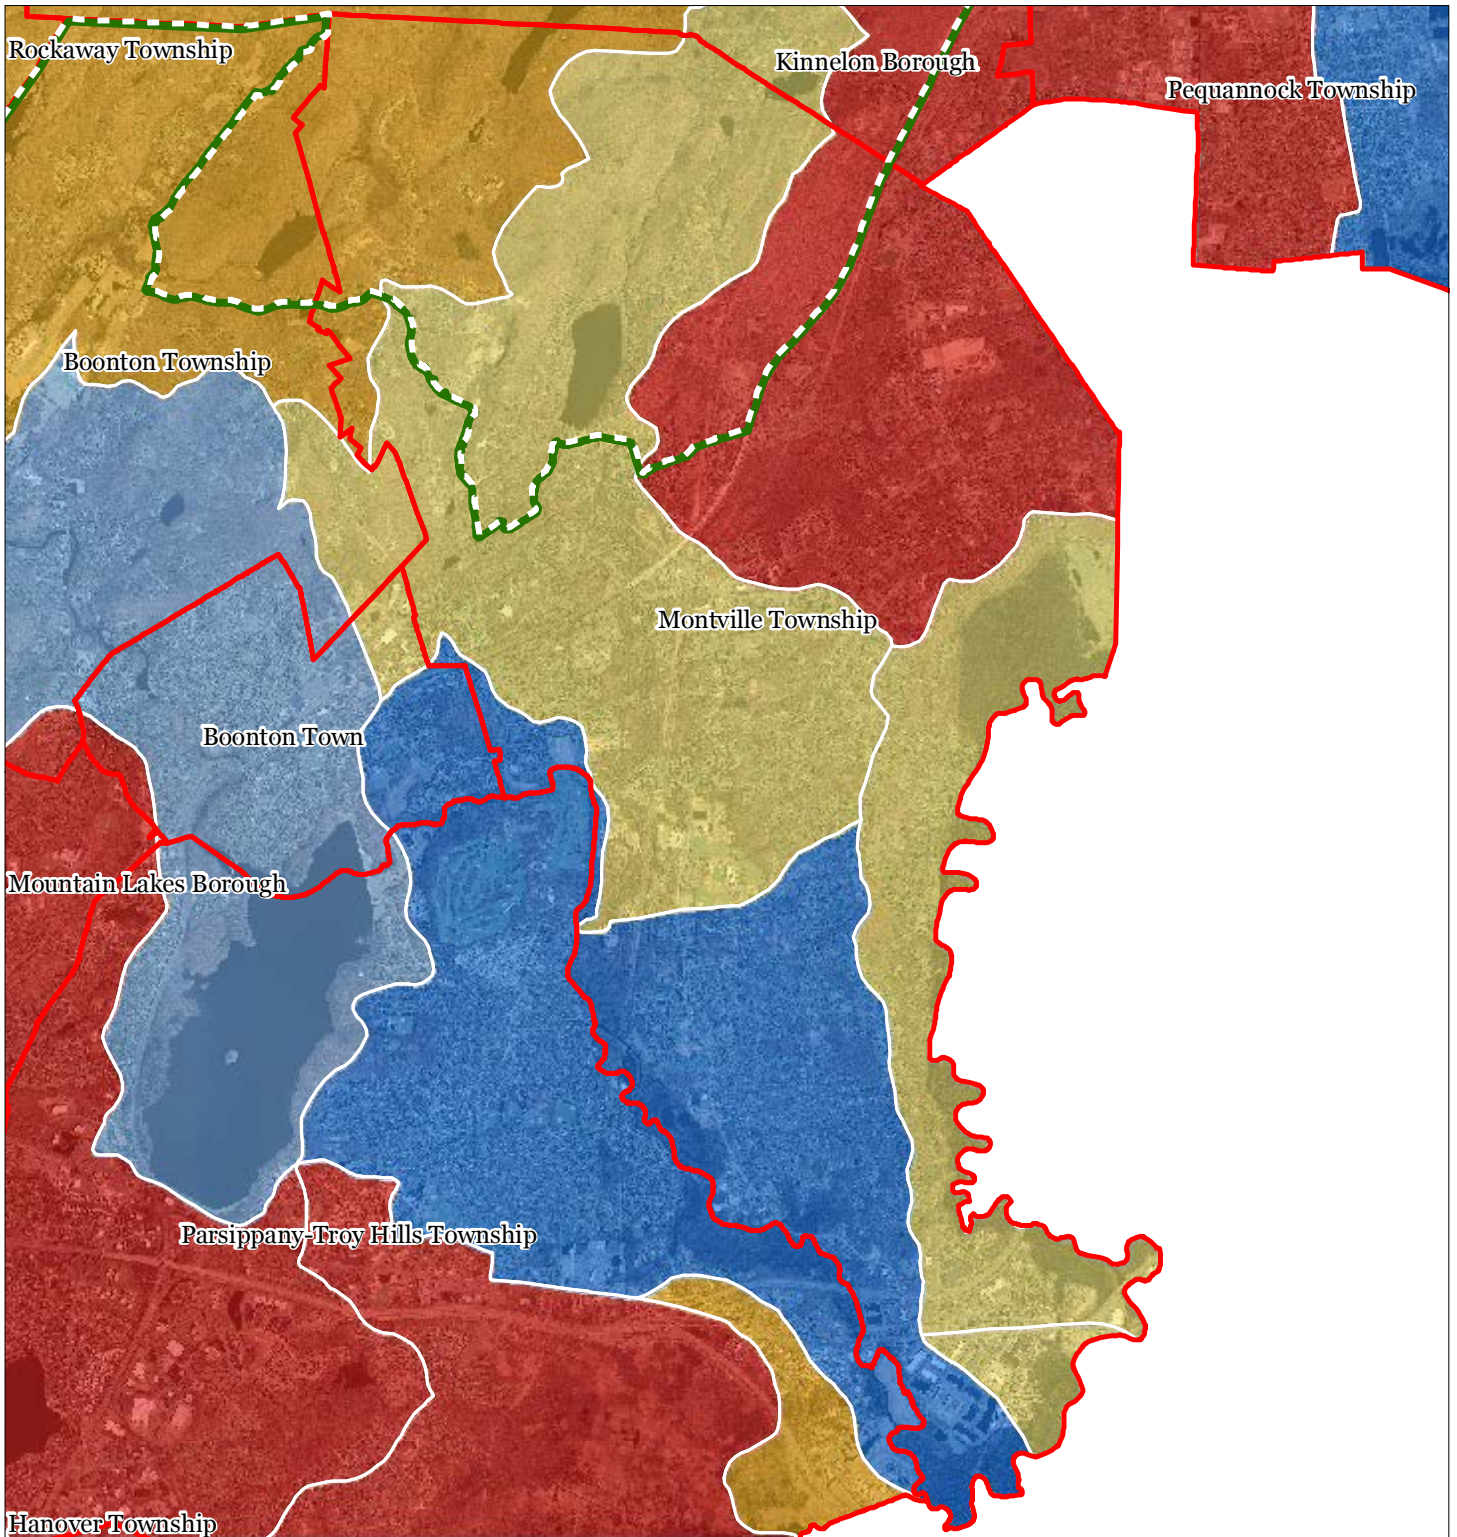 Rockaway Township
Kinnelon Borough
Pequannock Township
Boonton Township
Montville Township
Boonton Town
Mountain Lakes Borough
Parsippany-Troy Hills Township
Hanover Township